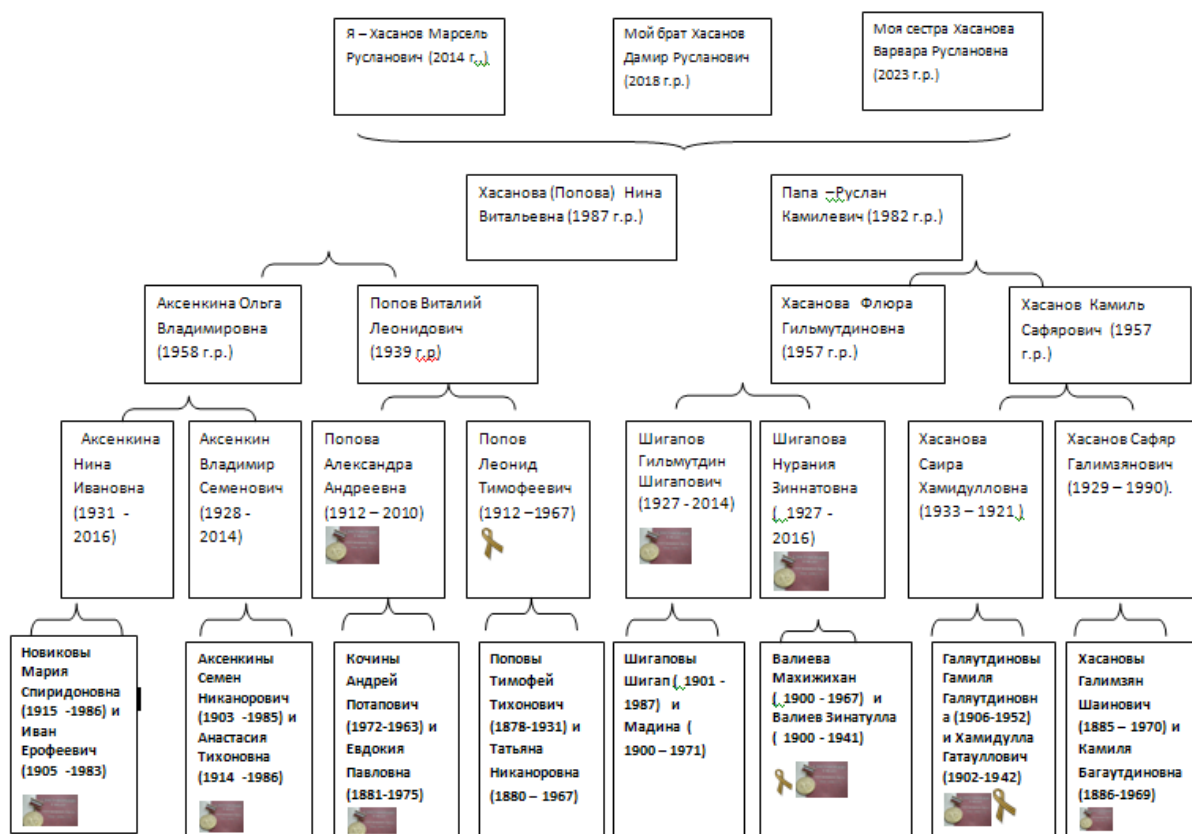 Я – Хасанов Марсель
Русланович (2014 г..)
Мой брат Хасанов
Дамир Русланович
(2018 г.р.)
Моя сестра Хасанова
Варвара Руслановна
(2023 г.р.)
Хасанова (Попова) Нина
Витальевна (1987 г.р.)
Папа –Руслан
Камилевич (1982 г.р.)
Аксенкина Ольга
Владимировна
(1958 г.р.)
Попов Виталий
Леонидович
(1939 г.р)
Хасанова Флюра
Гильмутдиновна
(1957 г.р.)
Хасанов Камиль
Сафярович (1957
г.р.)
Аксенкина
Нина
Ивановна
(1931 -
2016)
Аксенкин
Владимир
Семенович
(1928 -
2014)
Попова
Александра
Андреевна
(1912 – 2010)
Попов
Леонид
Тимофеевич
(1912 –1967)
Шигапов
Гильмутдин
Шигапович
(1927 - 2014)
Шигапова
Нурания
Зиннатовна
( 1927 -
2016)
Хасанова
Саира
Хамидулловна
(1933 – 1921 )
Хасанов Сафяр
Галимзянович
(1929 – 1990).
Новиковы
Мария
Спиридоновна
(1915 -1986) и
Иван
Ерофеевич
(1905 -1983)
Аксенкины
Семен
Никанорович
(1903 -1985) и
Анастасия
Тихоновна
(1914 -1986)
Кочины
Андрей
Потапович
(1972-1963) и
Евдокия
Павловна
(1881-1975)
Поповы
Тимофей
Тихонович
(1878-1931) и
Татьяна
Никаноровна
(1880 – 1967)
Шигаповы
Шигап ( 1901 -
1987) и
Мадина (
1900 – 1971)
Валиева
Махижихан
( 1900 - 1967) и
Валиев Зинатулла
( 1900 - 1941)
Галяутдиновы
Гамиля
Галяутдиновн
а (1906-1952)
и Хамидулла
Гатауллович
(1902-1942)
Хасановы
Галимзян
Шаинович
(1885 – 1970) и
Камиля
Багаутдиновна
(1886-1969)